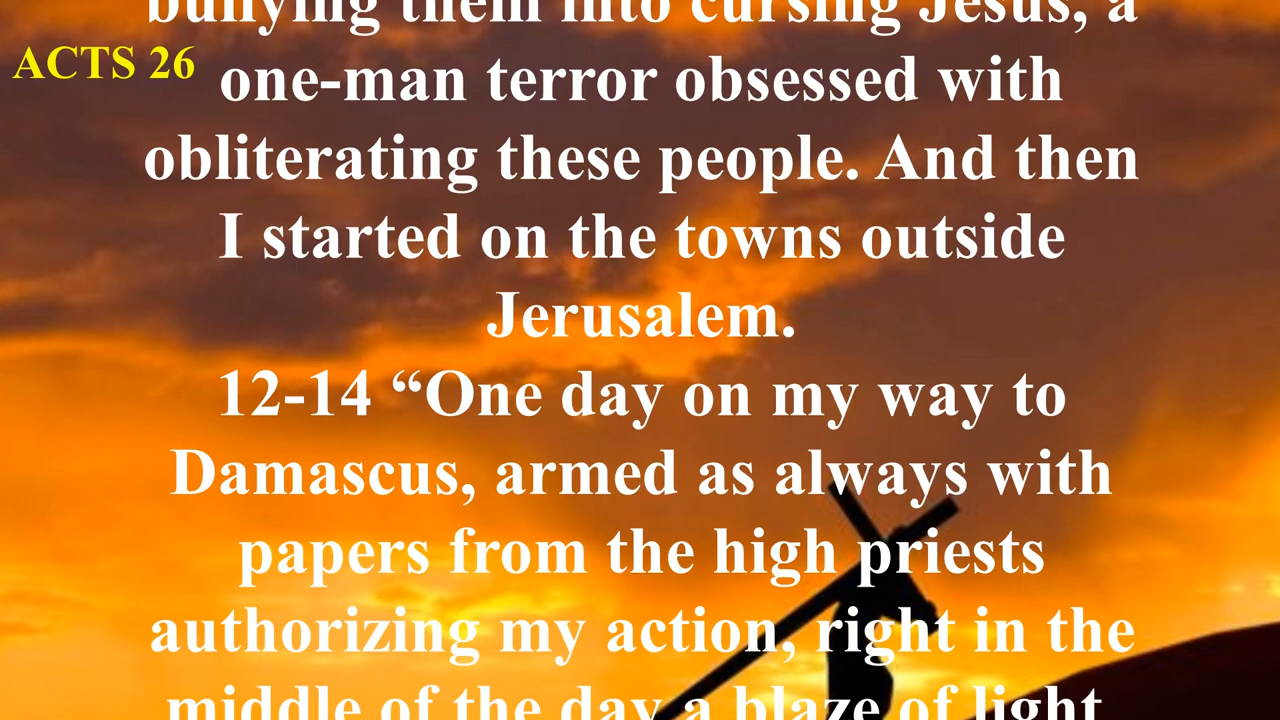 bullying them into cursing Jesus, a
ACTS 26
one-man terror obsessed with
obliterating these people. And then
I started on the towns outside
Jerusalem.
12-14 “One day on my way to
Damascus, armed as always with
papers from the high priests
authorizing my action, right in the
middle of the day a blaze of light,